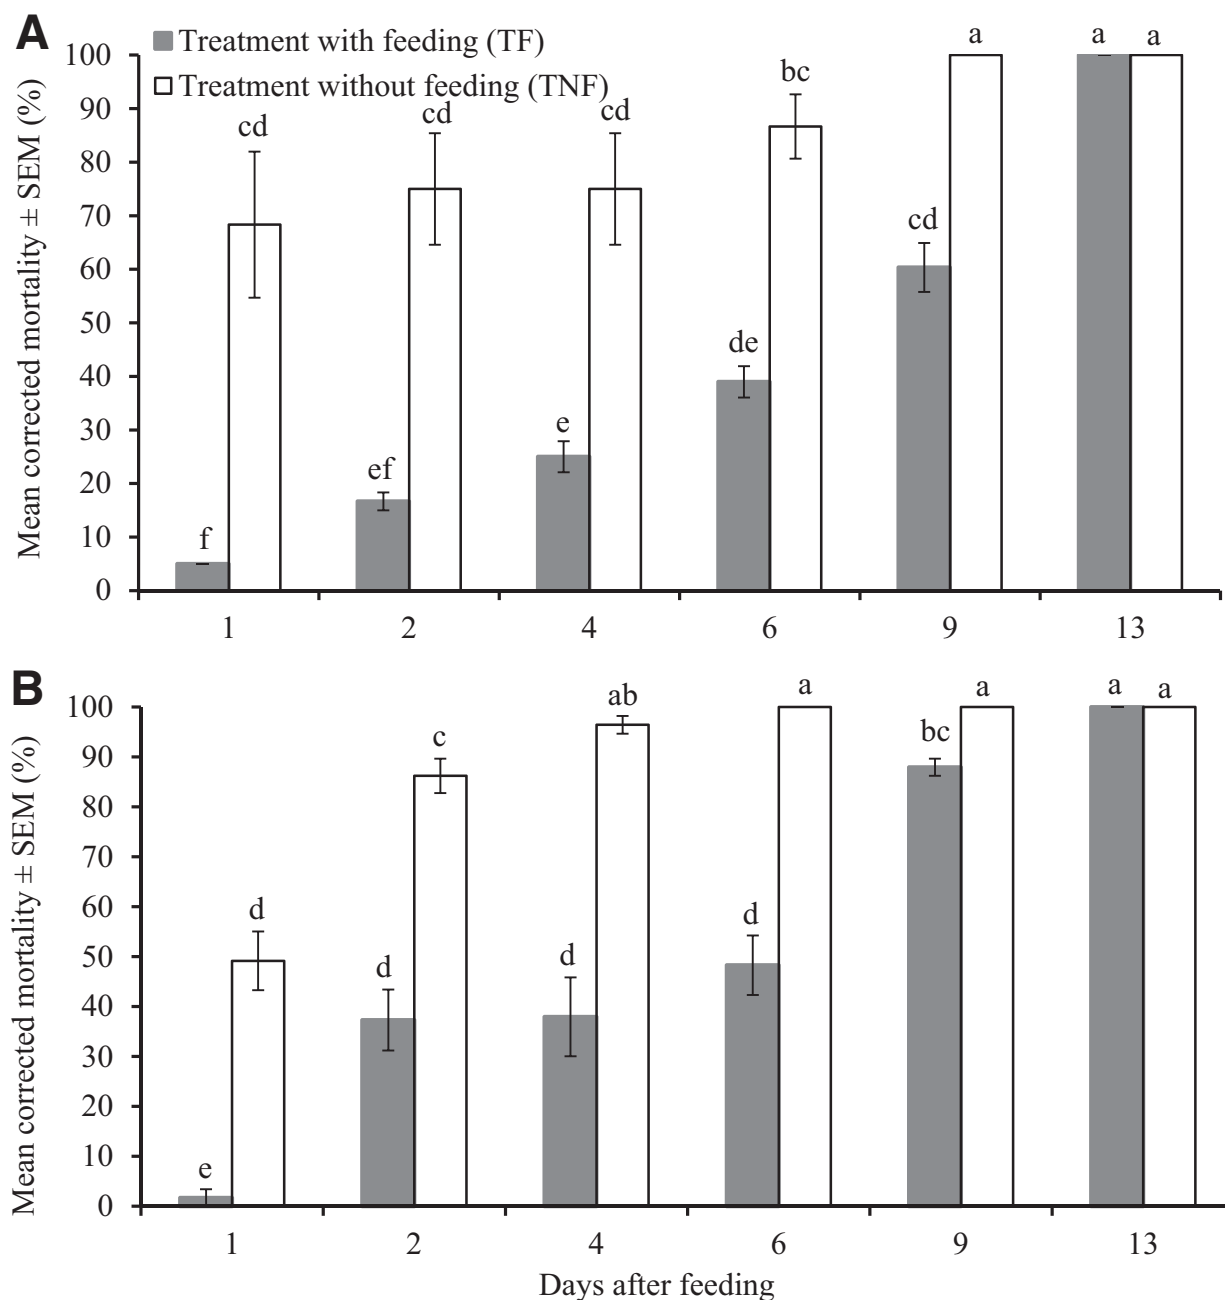 A
Treatment with feeding (TF)
Treatment without feeding (TNF)
Mean corrected mortality ± SEM (%)
100
90
80
70
60
50
40
30
20
10
0
f cd
ef cd
e cd
de bc
cd a
a a
1 2 4 6 9 13
B
Mean corrected mortality ± SEM (%)
100
90
80
70
60
50
40
30
20
10
0
e d
d c
d ab
d a
bc a
a a
1 2 4 6 9 13
Days after feeding